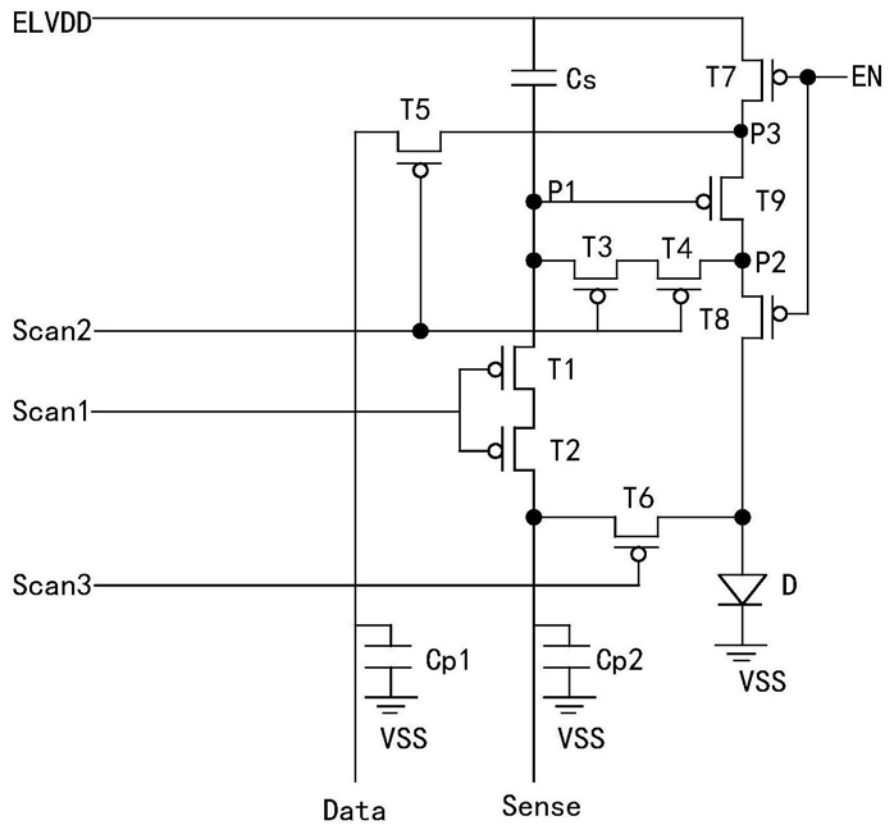 ELVDD
Cs
T7
EN
T5
P3
P1
T9
T3
T4
P2
T8
Scan2
T1
Scan1
T2
T6
Scan3
D
Cp1
Cp2
VSS
VSS
VSS
Data
Sense